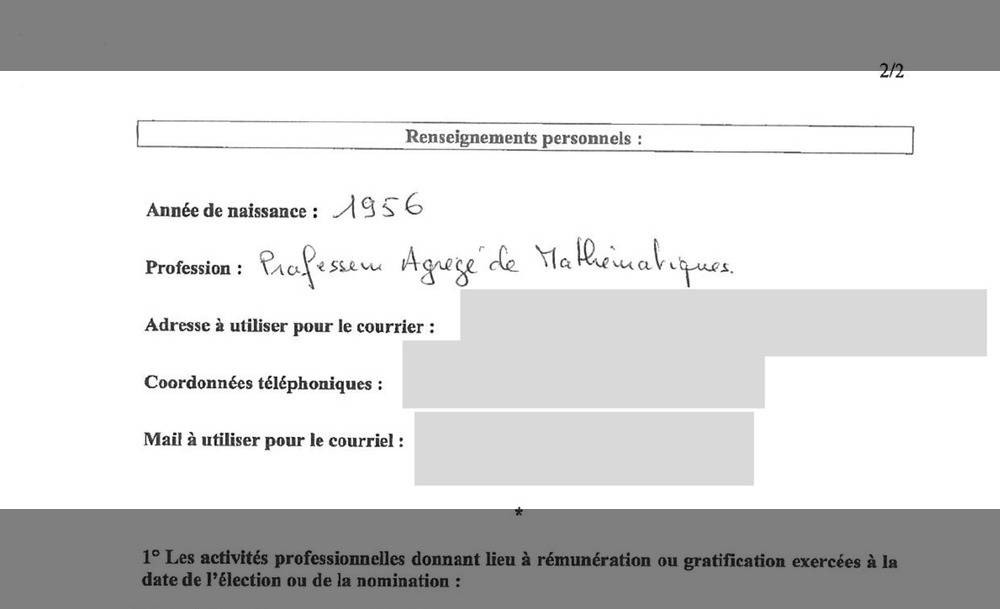 2/2
Renseignements personnels :
Année de naissance : 1956
Profession : Professeur Agrégé de Mathématiques.
Adresse à utiliser pour le courrier :
Coordonnées téléphoniques :
Mail à utiliser pour le courriel :
*
1° Les activités professionnelles donnant lieu à rémunération ou gratification exercées à la
date de l'élection ou de la nomination :